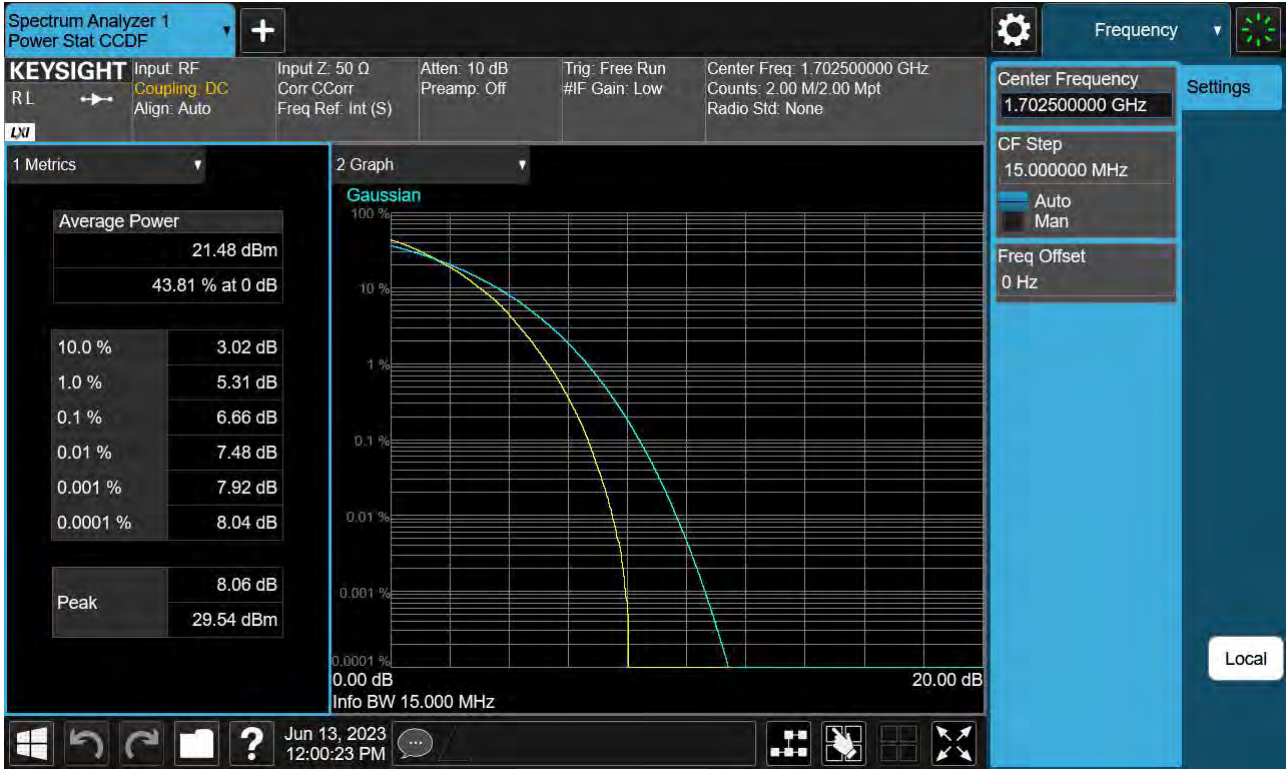 Spectrum Analyzer 1
Power Stat CCDF
Frequency
KEYSIGHT
R L
LXI
Input: RF
Coupling: DC
Align: Auto
Input Z: 50 Ω
Corr CCorr
Freq Ref: Int (S)
Atten: 10 dB
Preamp: Off
Trig: Free Run
#IF Gain: Low
Center Freq: 1.702500000 GHz
Counts: 2.00 M/2.00 Mpt
Radio Std: None
Center Frequency
1.702500000 GHz
Settings
CF Step
15.000000 MHz
Auto
Man
Freq Offset
0 Hz
Local
1 Metrics
Average Power
21.48 dBm
43.81 % at 0 dB
10.0 % 3.02 dB
1.0 % 5.31 dB
0.1 % 6.66 dB
0.01 % 7.48 dB
0.001 % 7.92 dB
0.0001 % 8.04 dB
Peak
8.06 dB
29.54 dBm
2 Graph
Gaussian
100 %
10 %
1 %
0.1 %
0.01 %
0.001 %
0.0001 %
0.00 dB 20.00 dB
Info BW 15.000 MHz
Jun 13, 2023
12:00:23 PM